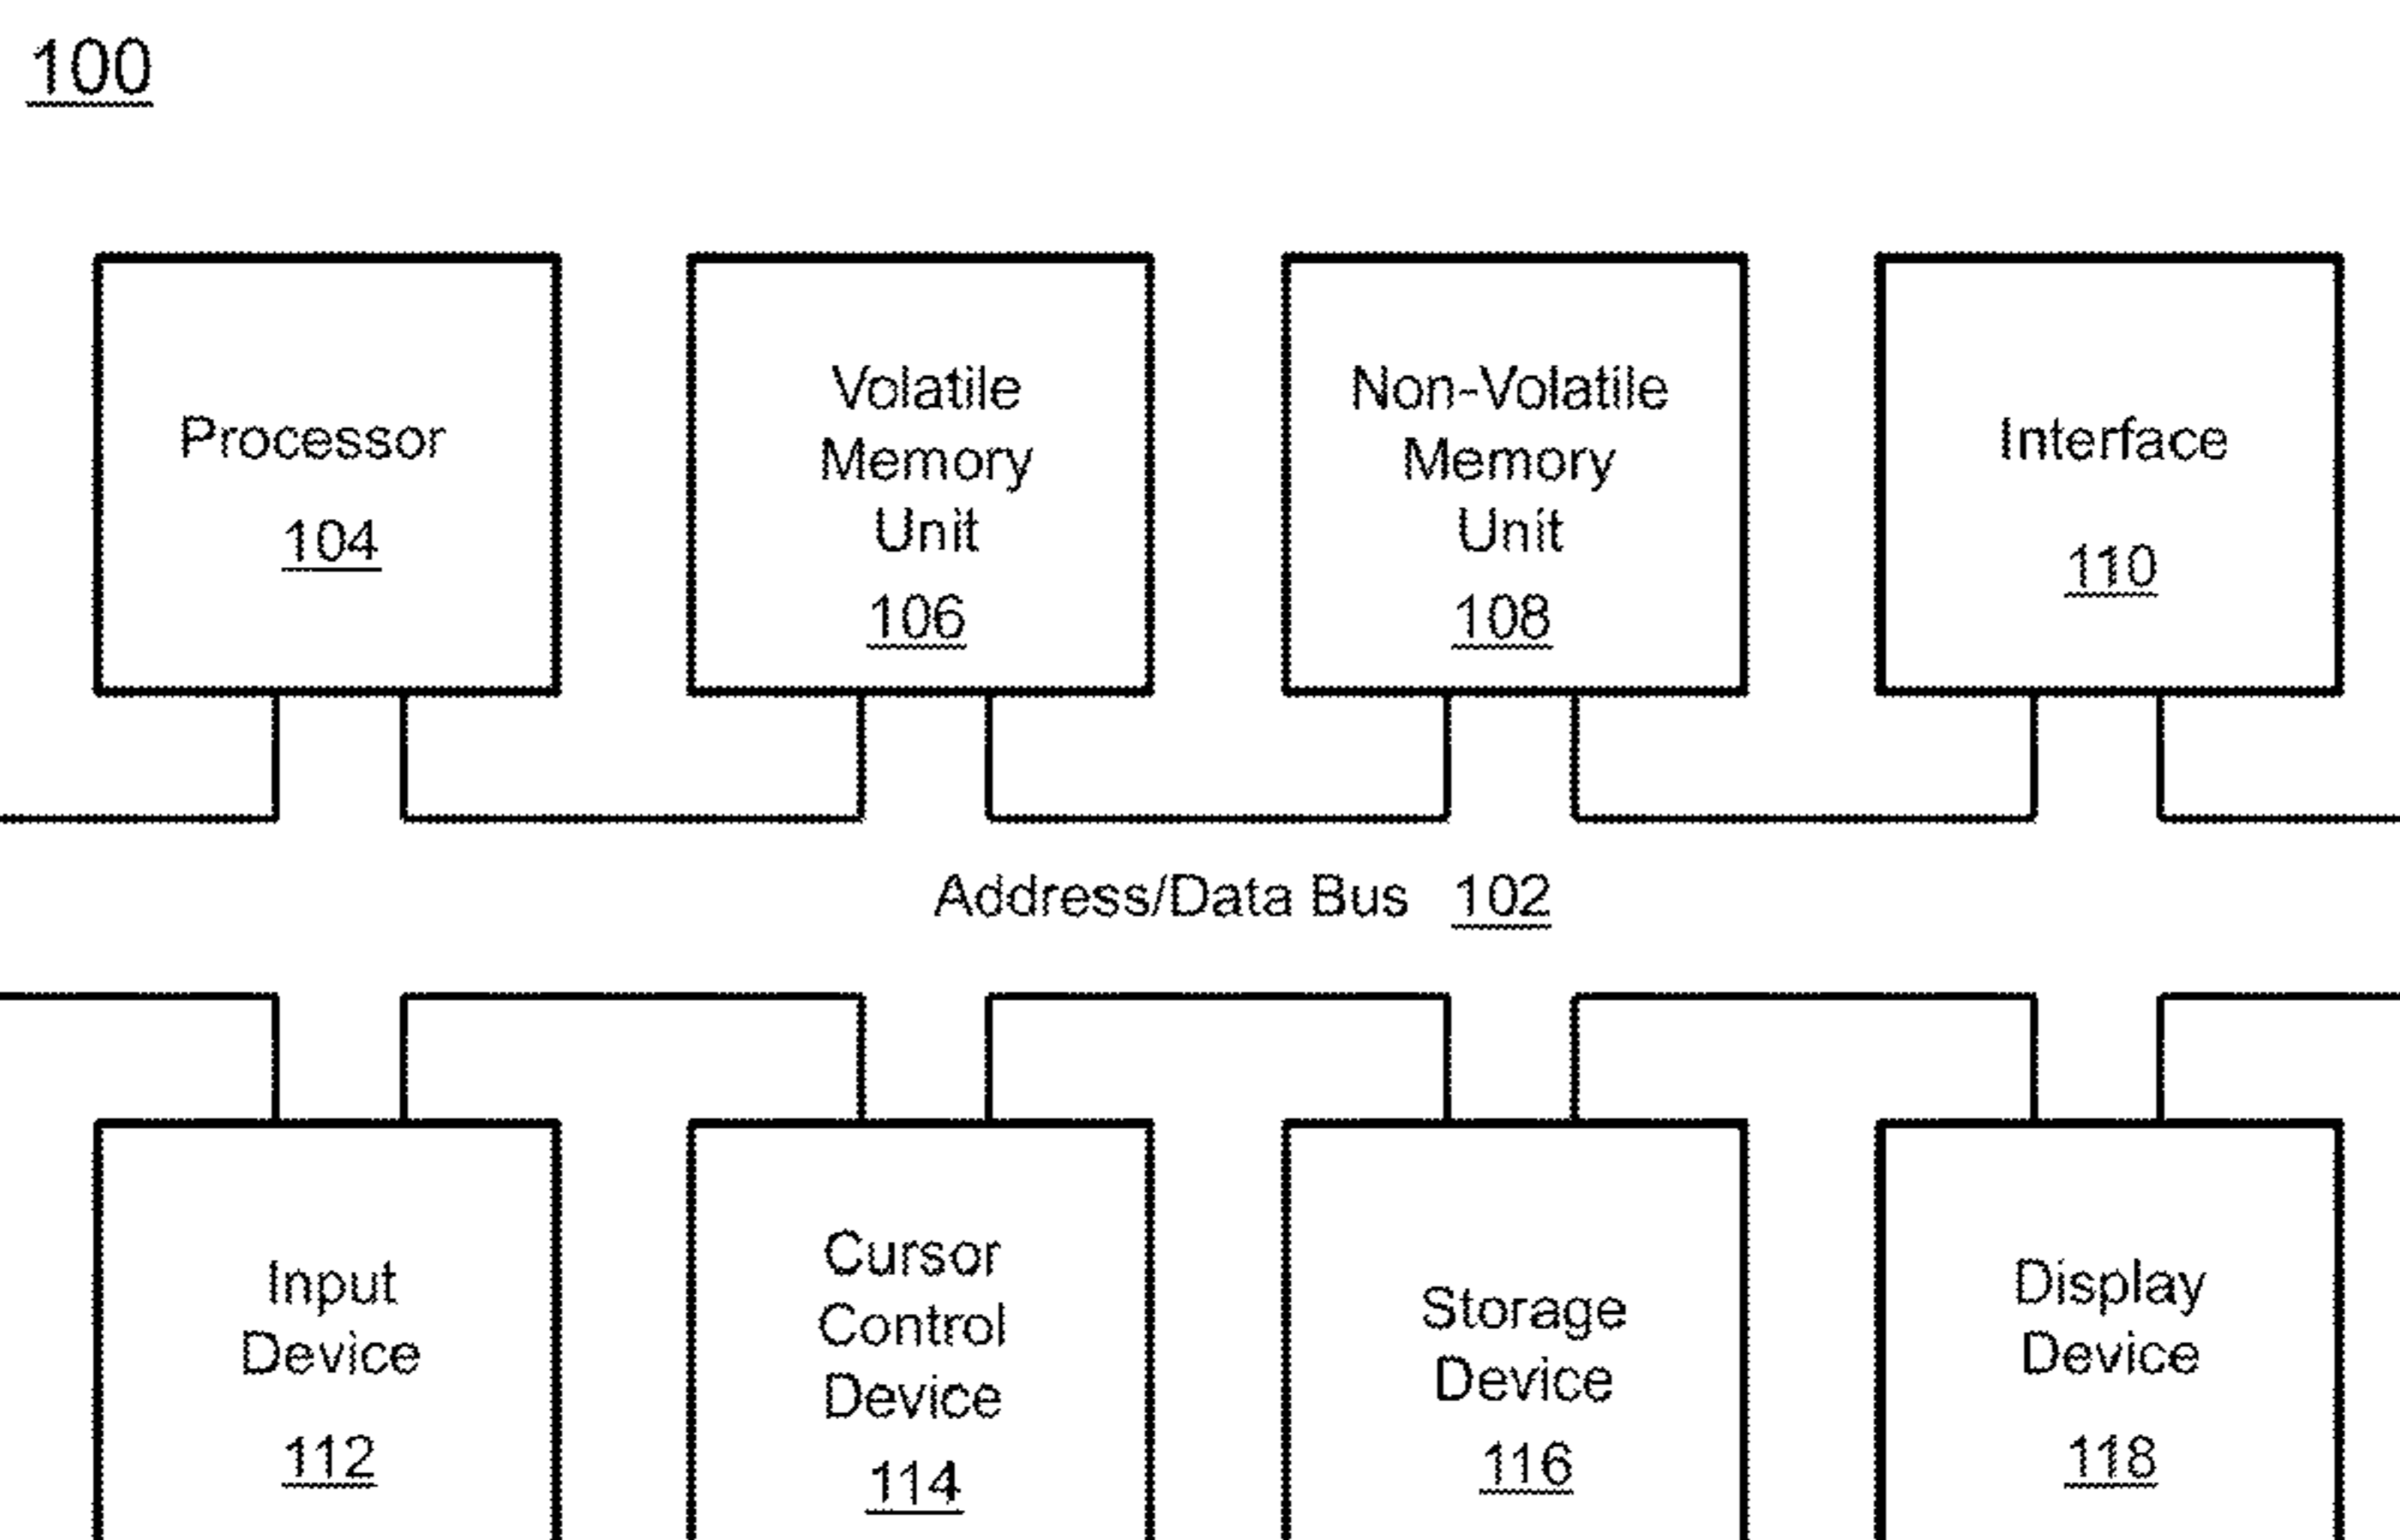 100
Processor
104
Volatile
Memory
Unit
106
Non-Volatile
Memory
Unit
108
Interface
110
Address/Data Bus 102
Input
Device
112
Cursor
Control
Device
114
Storage
Device
116
Display
Device
118